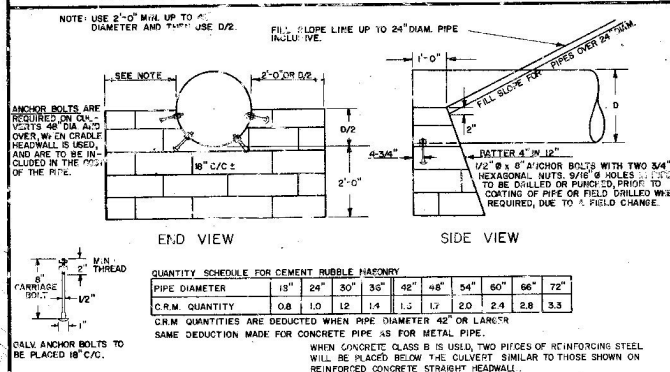 NOTE: USE 2'-0" MIN. UP TO
DIAMETER AND THEN USE D/2.
FILL SLOPE LINE UP TO 24" DIAM. PIPE
INCLUSIVE.
1'-0"
FILL SLOPE FOR PIPES OVER 24" DIAM.
SEE NOTE
2'-0" OR D/2
ANCHOR BOLTS ARE
REQUIRED ON CUL-
VERTS 48" DIA. AND
OVER, WHEN CRADLE
HEADWALL IS USED,
AND ARE TO BE IN-
CLUDED IN THE COST
OF THE PIPE.
D/2
2'-0"
18" C/C ±
2"
D
4-3/4"
BATTER 4" IN 12"
1/2" Ø x 8" ANCHOR BOLTS WITH TWO 3/4"
HEXAGONAL NUTS. 9/16" Ø HOLES IN PIPE
TO BE DRILLED OR PUNCHED, PRIOR TO
COATING OF PIPE OR FIELD DRILLED WHE
REQUIRED, DUE TO A FIELD CHANGE.
END VIEW
SIDE VIEW
MIN.
2" THREAD
8"
CARRIAGE
BOLT
1/2"
1"
GALV. ANCHOR BOLTS TO
BE PLACED 18" C/C.
QUANTITY SCHEDULE FOR CEMENT RUBBLE MASONRY
PIPE DIAMETER 18" 24" 30" 36" 42" 48" 54" 60" 66" 72"
C.R.M. QUANTITY 0.8 1.0 1.2 1.4 1.7 2.0 2.4 2.8 3.3
C.R.M QUANTITIES ARE DEDUCTED WHEN PIPE DIAMETER 42" OR LARGER
SAME DEDUCTION MADE FOR CONCRETE PIPE AS FOR METAL PIPE.
WHEN CONCRETE CLASS B IS USED, TWO PIECES OF REINFORCING STEEL
WILL BE PLACED BELOW THE CULVERT SIMILAR TO THOSE SHOWN ON
REINFORCED CONCRETE STRAIGHT HEADWALL.